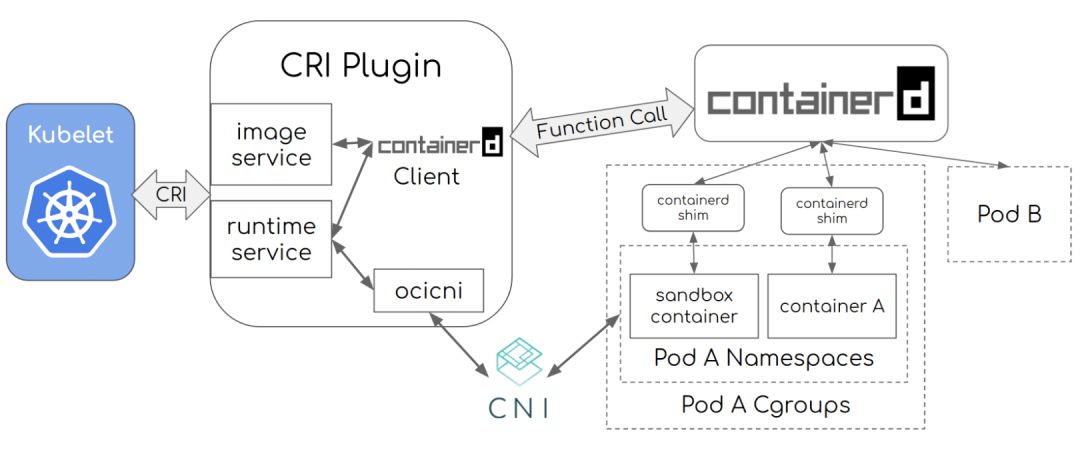 CRI Plugin
Kubelet
CRI
image
service
runtime
service
containerd
Client
ocicni
Function Call
containerd
containerd
shim
containerd
shim
sandbox
container
container A
Pod A Namespaces
Pod A Cgroups
Pod B
CNI